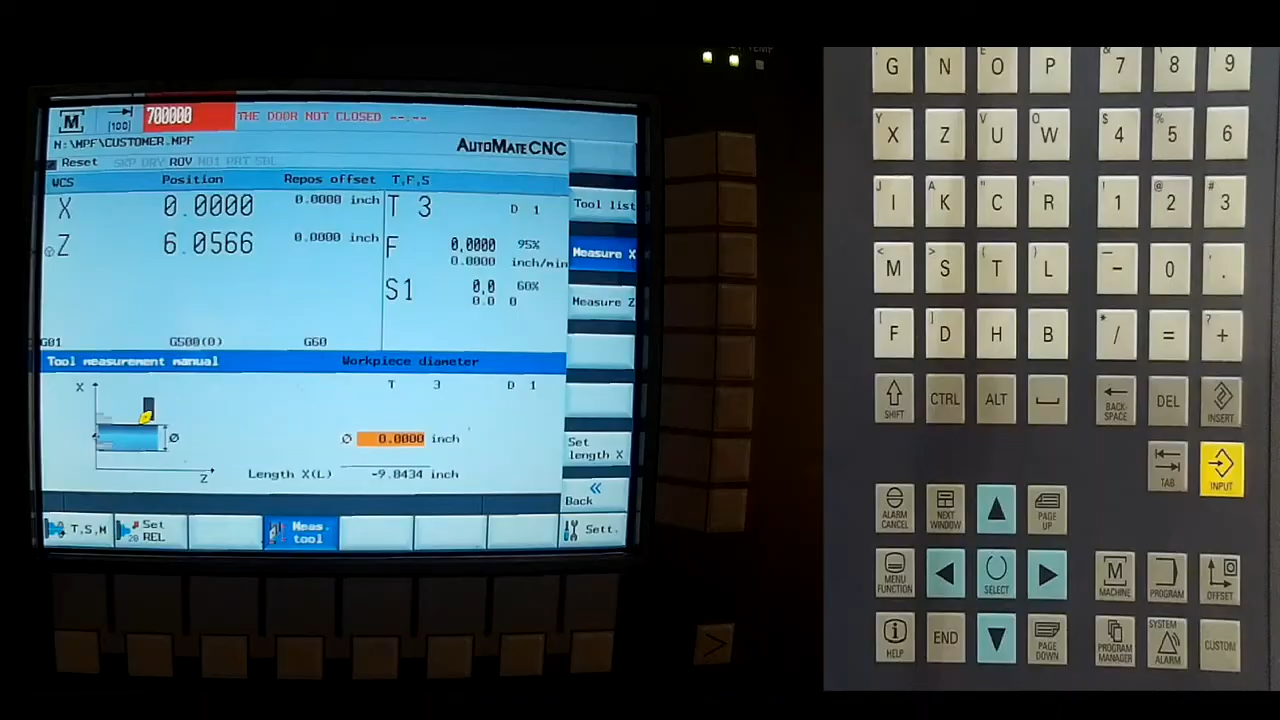 700000
THE DOOR NOT CLOSED --.--
M
[100]
N:\MPF\CUSTOMER.MPF
AUTOMATECNC
Reset
SKP DRY ROV M01 PRT SBL
WCS Position Repos offset T,F,S
X 0.0000 0.0000 inch T 3 D 1
Z 6.0566 0.0000 inch F 0,0000 95%
0.0000 inch/min
S1 0,0 60%
0.0 0
G01 G500(0) G60
Tool list
Measure X
Measure Z
Set
length X
«
Back
Tool measurement manual Workpiece diameter
T 3 D 1
X
Ø
Z
Ø 0.0000 inch
Length X(L) -9.8434 inch
T,S,M
Set
REL
Meas.
tool
Sett.
>
G N O P 7 8 9
X Z U W 4 5 6
I K C R 1 2 3
M S T L - 0 .
F D H B / = +
SHIFT CTRL ALT BACK SPACE DEL INSERT
TAB INPUT
ALARM CANCEL NEXT WINDOW PAGE UP
MENU FUNCTION SELECT MACHINE PROGRAM OFFSET
HELP END PAGE DOWN PROGRAM MANAGER SYSTEM ALARM CUSTOM